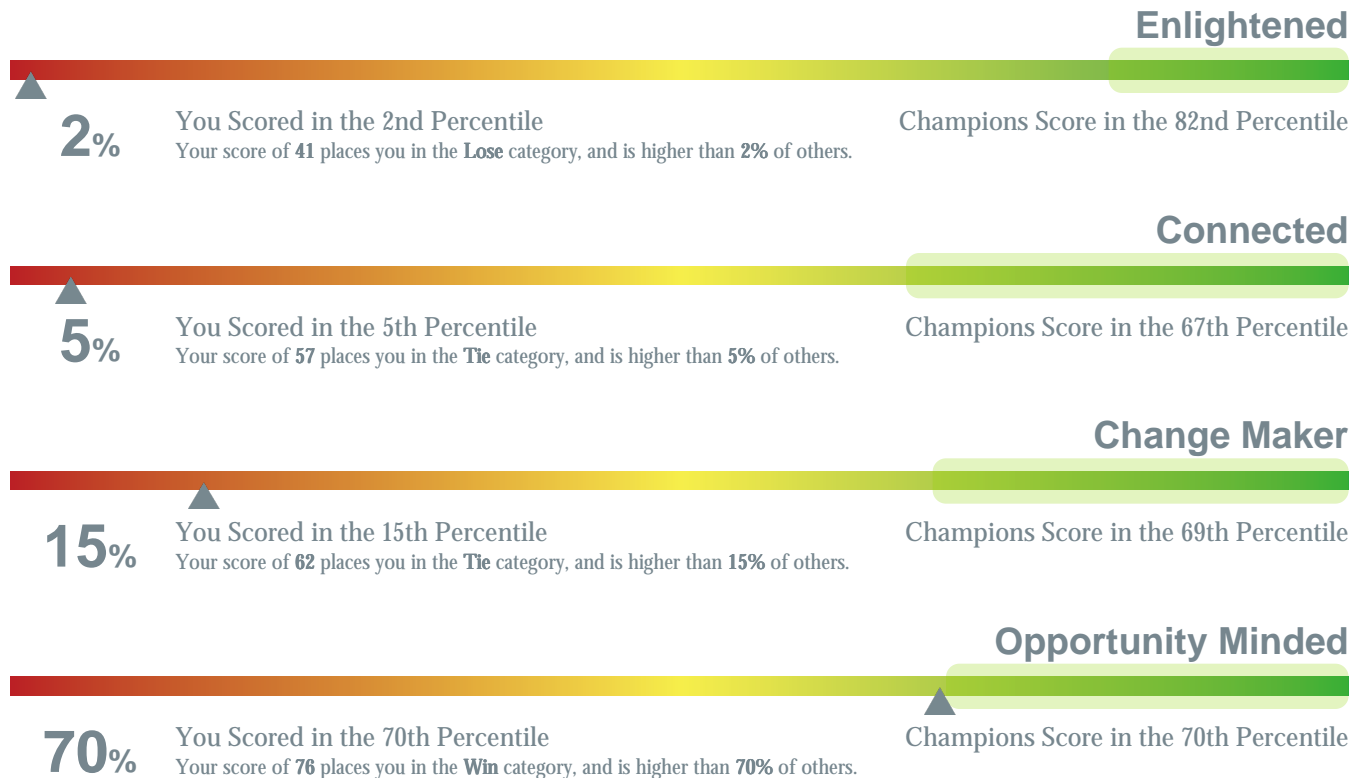 Enlightened
2%
You Scored in the 2nd Percentile
Champions Score in the 82nd Percentile
Your score of 41 places you in the Lose category, and is higher than 2% of others.
Connected
5%
You Scored in the 5th Percentile
Champions Score in the 67th Percentile
Your score of 57 places you in the Tie category, and is higher than 5% of others.
Change Maker
15%
You Scored in the 15th Percentile
Champions Score in the 69th Percentile
Your score of 62 places you in the Tie category, and is higher than 15% of others.
Opportunity Minded
70%
You Scored in the 70th Percentile
Champions Score in the 70th Percentile
Your score of 76 places you in the Win category, and is higher than 70% of others.